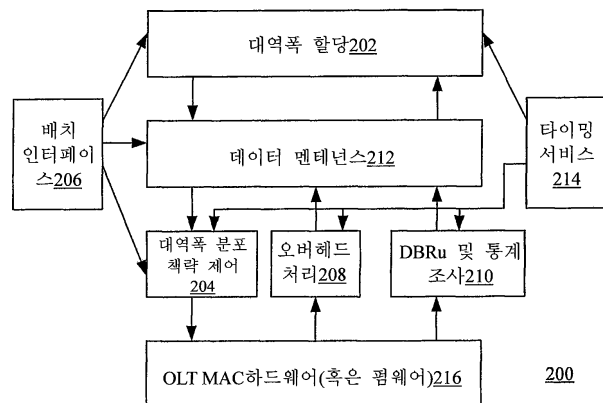 대역폭 할당202
배치
인터페이
스206
데이터 멘테넌스212
타이밍
서비스
214
대역폭 분포
책략 제어
204
오버헤드
처리208
DBRu 및 통계
조사210
OLT MAC하드웨어(혹은 펌웨어)216
200